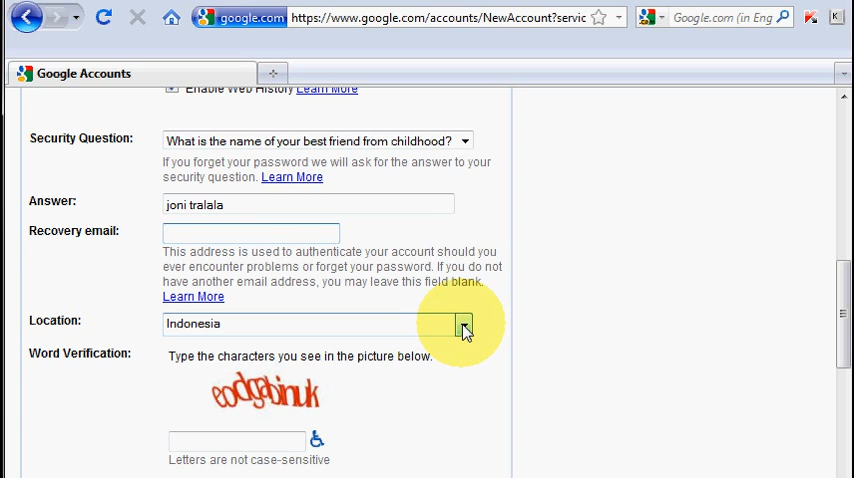 google.com https://www.google.com/accounts/NewAccount?servic Google.com (in Eng
Google Accounts
Enable Web History Learn More
Security Question: What is the name of your best friend from childhood?
If you forget your password we will ask for the answer to your
security question. Learn More
Answer: joni tralala
Recovery email:
This address is used to authenticate your account should you
ever encounter problems or forget your password. If you do not
have another email address, you may leave this field blank.
Learn More
Location: Indonesia
Word Verification: Type the characters you see in the picture below.
eodgabinuk
Letters are not case-sensitive